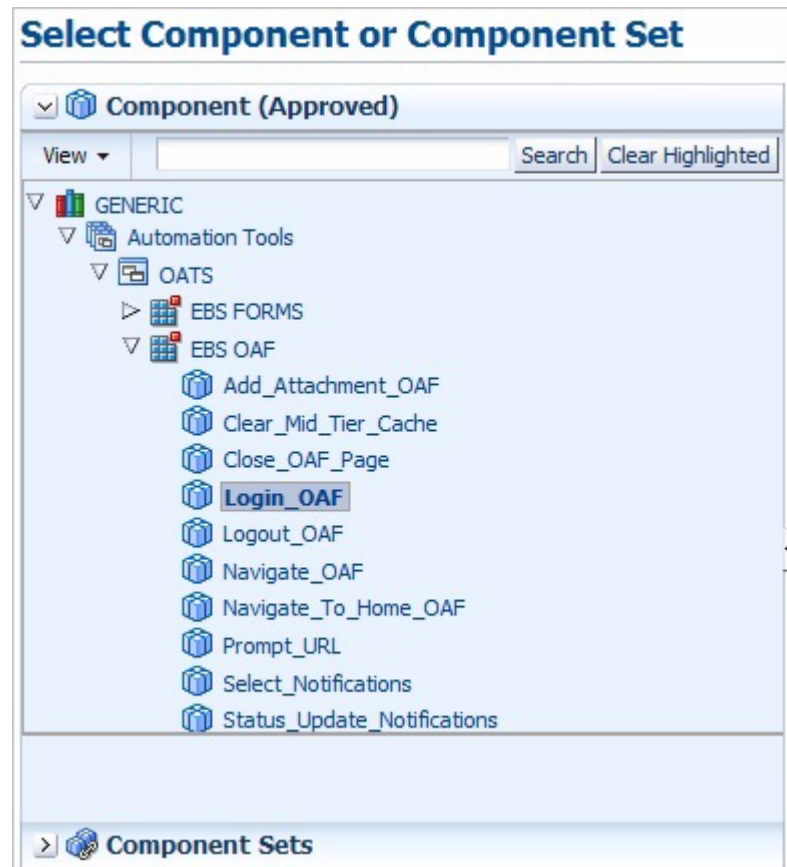 Select Component or Component Set
Component (Approved)
View Search Clear Highlighted
GENERIC
Automation Tools
OATS
EBS FORMS
EBS OAF
Add_Attachment_OAF
Clear_Mid_Tier_Cache
Close_OAF_Page
Login_OAF
Logout_OAF
Navigate_OAF
Navigate_To_Home_OAF
Prompt_URL
Select_Notifications
Status_Update_Notifications
Component Sets